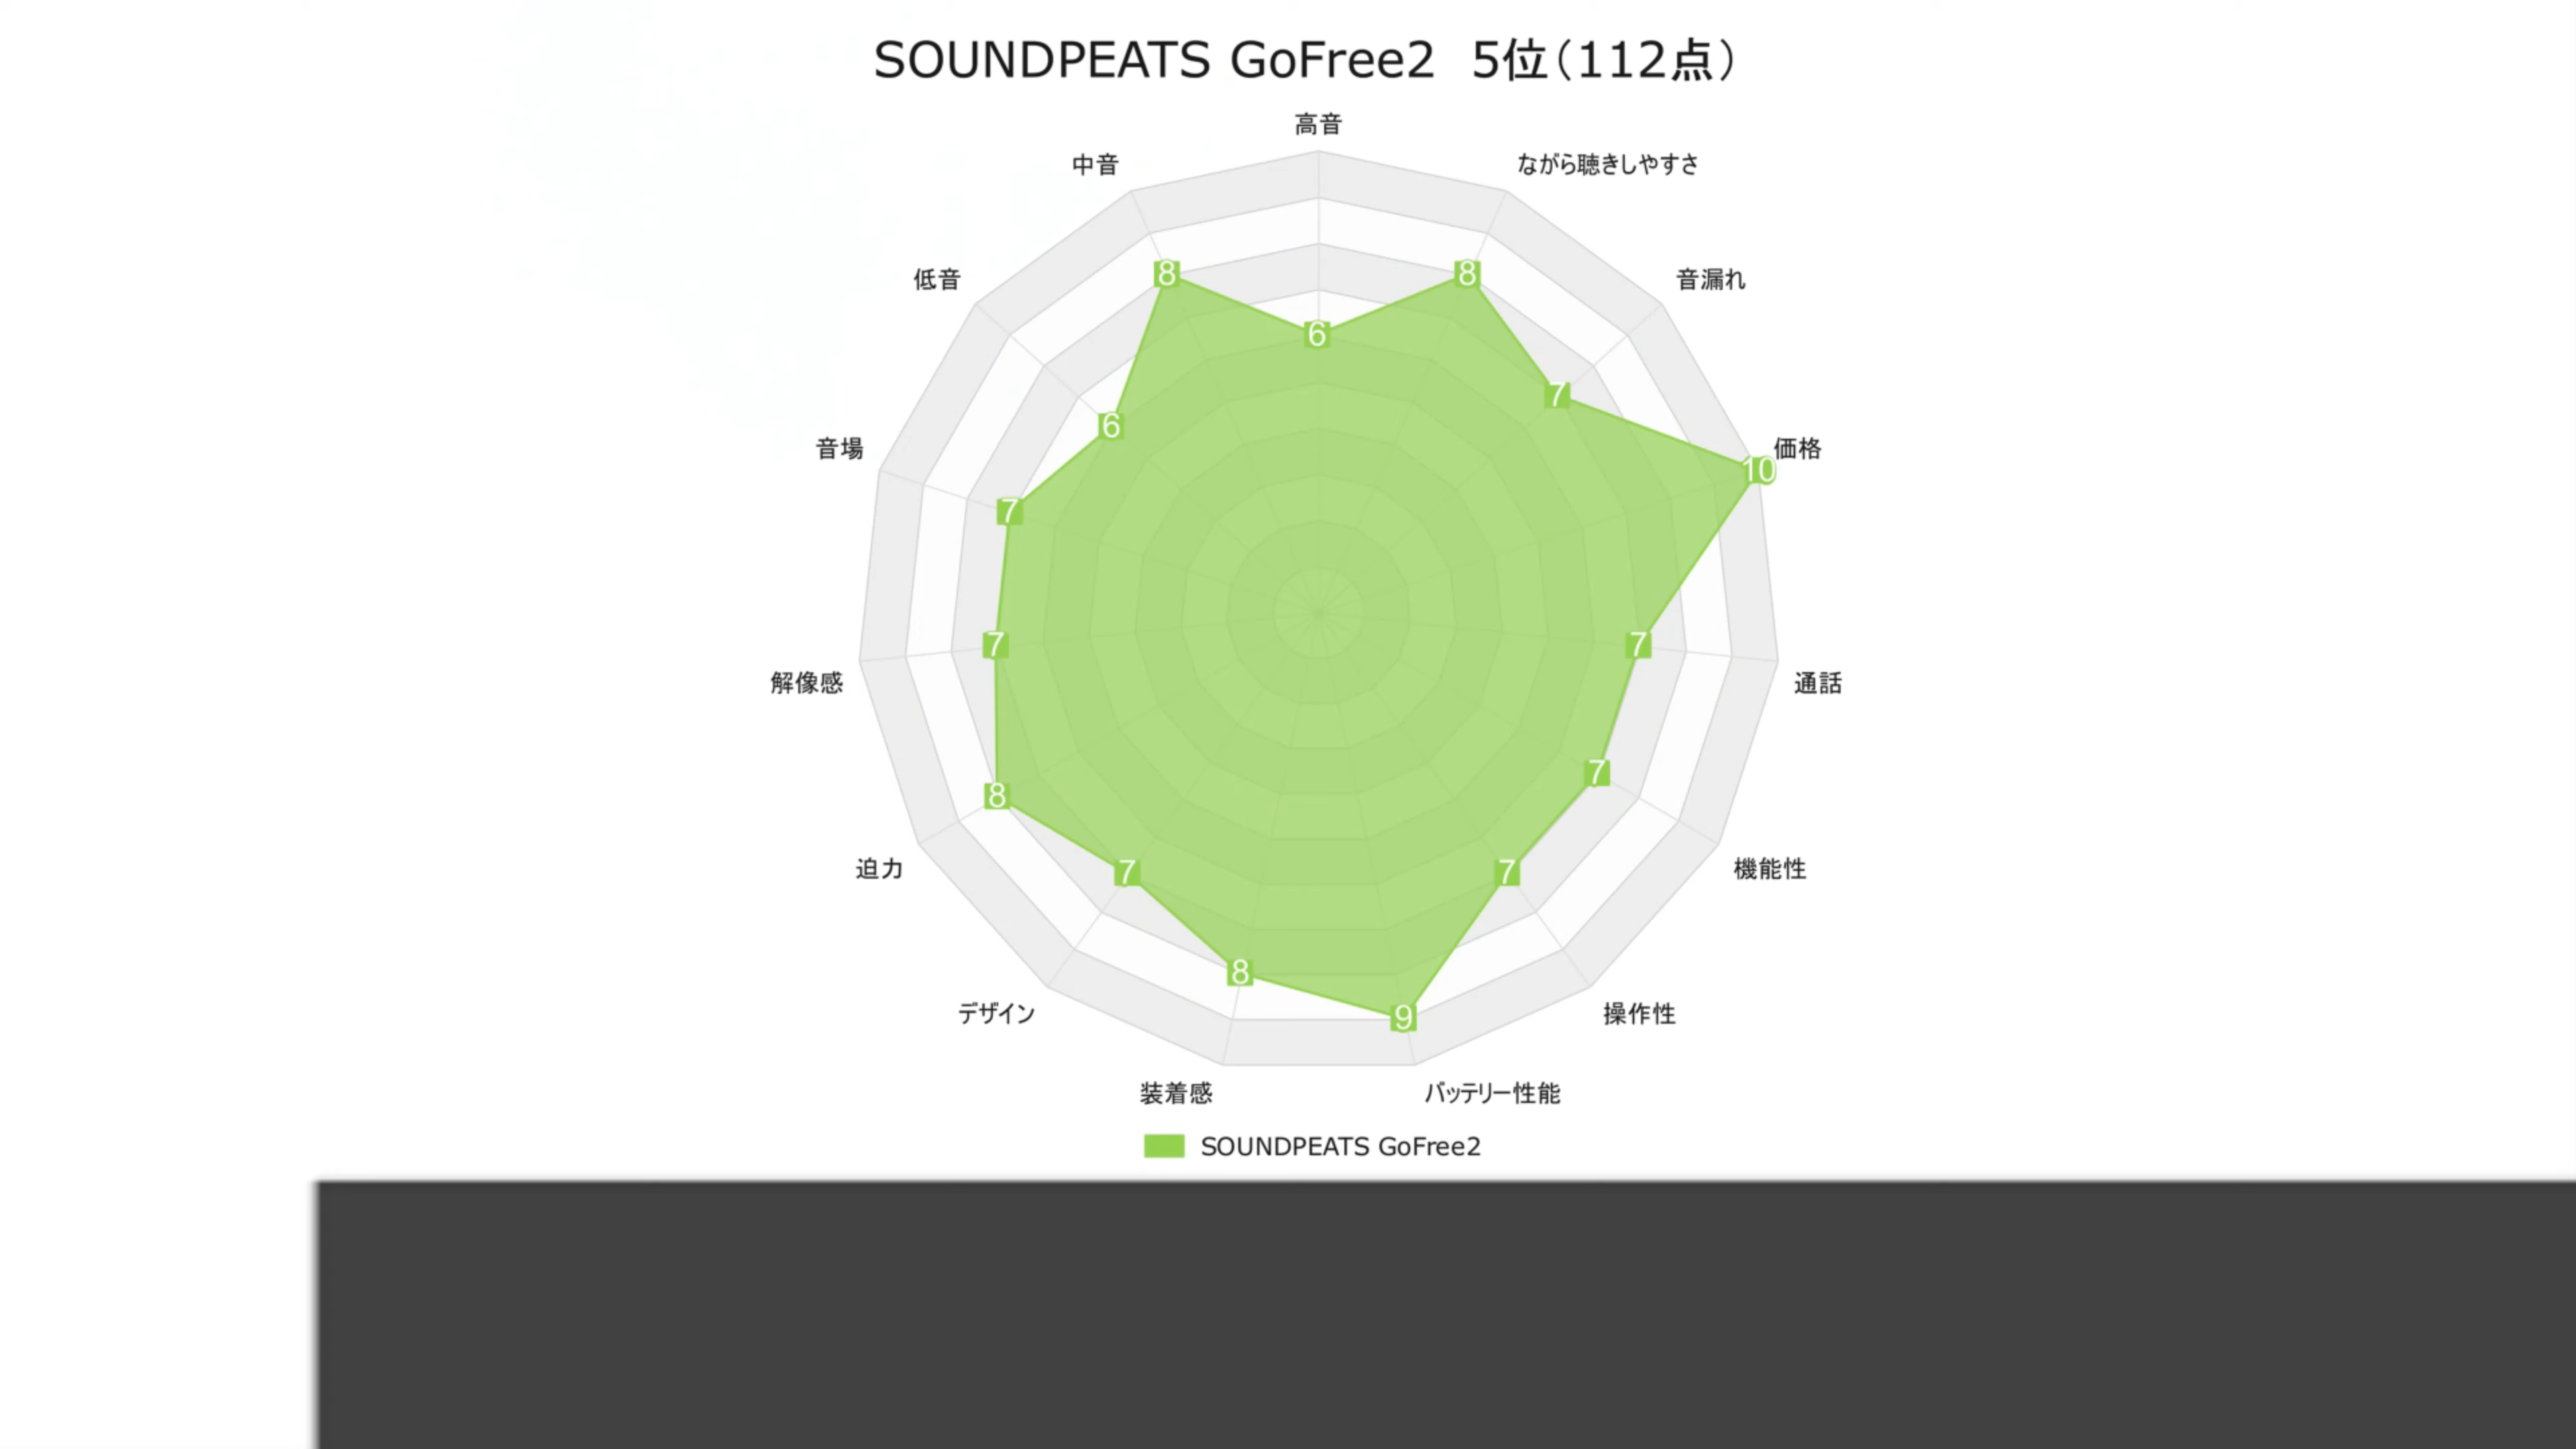 SOUNDPEATS GoFree2 5位(112点)
高音
中音
ながら聴きしやすさ
低音
音漏れ
8
8
6
7
6
音場
価格
10
7
7
7
解像感
通話
8
7
迫力
機能性
7
7
8
9
デザイン
操作性
装着感
バッテリー性能
SOUNDPEATS GoFree2